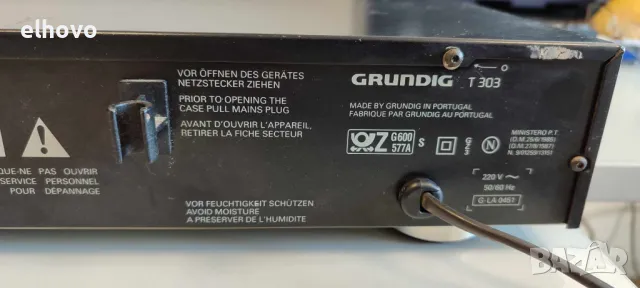 elhovo
VOR ÖFFNEN DES GERÄTES
NETZSTECKER ZIEHEN
PRIOR TO OPENING THE
CASE PULL MAINS PLUG
AVANT D'OUVRIR L'APPAREIL,
RETIRER LA FICHE SECTEUR
VOR FEUCHTIGKEIT SCHÜTZEN
AVOID MOISTURE
A PRESERVER DE L'HUMIDITE
QUE-NE PAS OUVRIR
SERVICE PERSONNEL
POUR DÉPANNAGE
GRUNDIG T 303
MADE BY GRUNDIG IN PORTUGAL
FABRIQUE PAR GRUNDIG AU PORTUGAL
Z G600
577A
S
MINISTERO P.T.
220 V ~
50/60 Hz
G-LA 0451
BAZAR